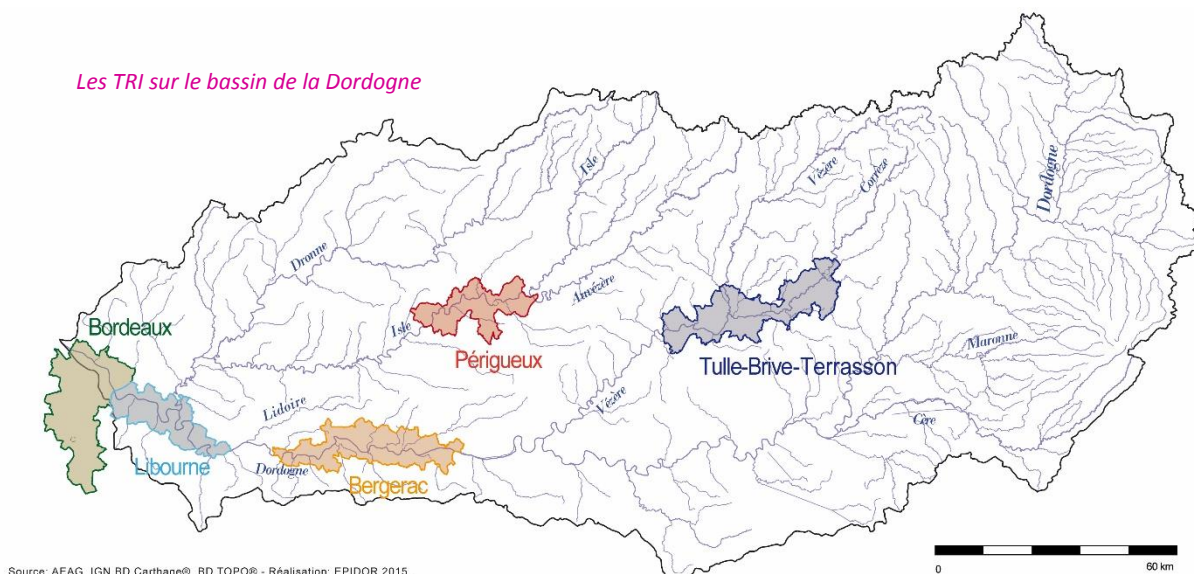 Les TRI sur le bassin de la Dordogne
Isle
Vézère
Corrèze
Dordogne
Dronne
Auvézère
Isle
Bordeaux
Périgueux
Maronne
Tulle-Brive-Terrasson
Lidoire
Vézère
Cère
Libourne
Dordogne
Bergerac
0
60 km
Source: AEAG, IGN BD Carthage®, BD TOPO® - Réalisation: EPIDOR 2015